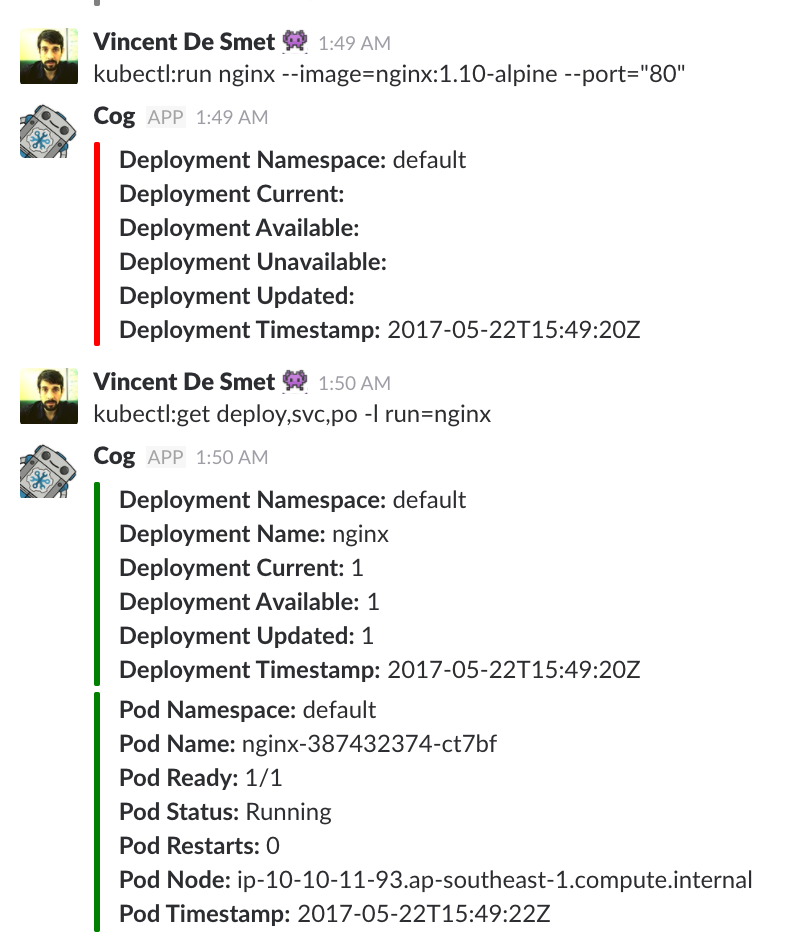 Vincent De Smet 1:49 AM
kubectl:run nginx --image=nginx:1.10-alpine --port="80"
Cog APP 1:49 AM
Deployment Namespace: default
Deployment Current:
Deployment Available:
Deployment Unavailable:
Deployment Updated:
Deployment Timestamp: 2017-05-22T15:49:20Z
Vincent De Smet 1:50 AM
kubectl:get deploy,svc,po -l run=nginx
Cog APP 1:50 AM
Deployment Namespace: default
Deployment Name: nginx
Deployment Current: 1
Deployment Available: 1
Deployment Updated: 1
Deployment Timestamp: 2017-05-22T15:49:20Z
Pod Namespace: default
Pod Name: nginx-387432374-ct7bf
Pod Ready: 1/1
Pod Status: Running
Pod Restarts: 0
Pod Node: ip-10-10-11-93.ap-southeast-1.compute.internal
Pod Timestamp: 2017-05-22T15:49:22Z